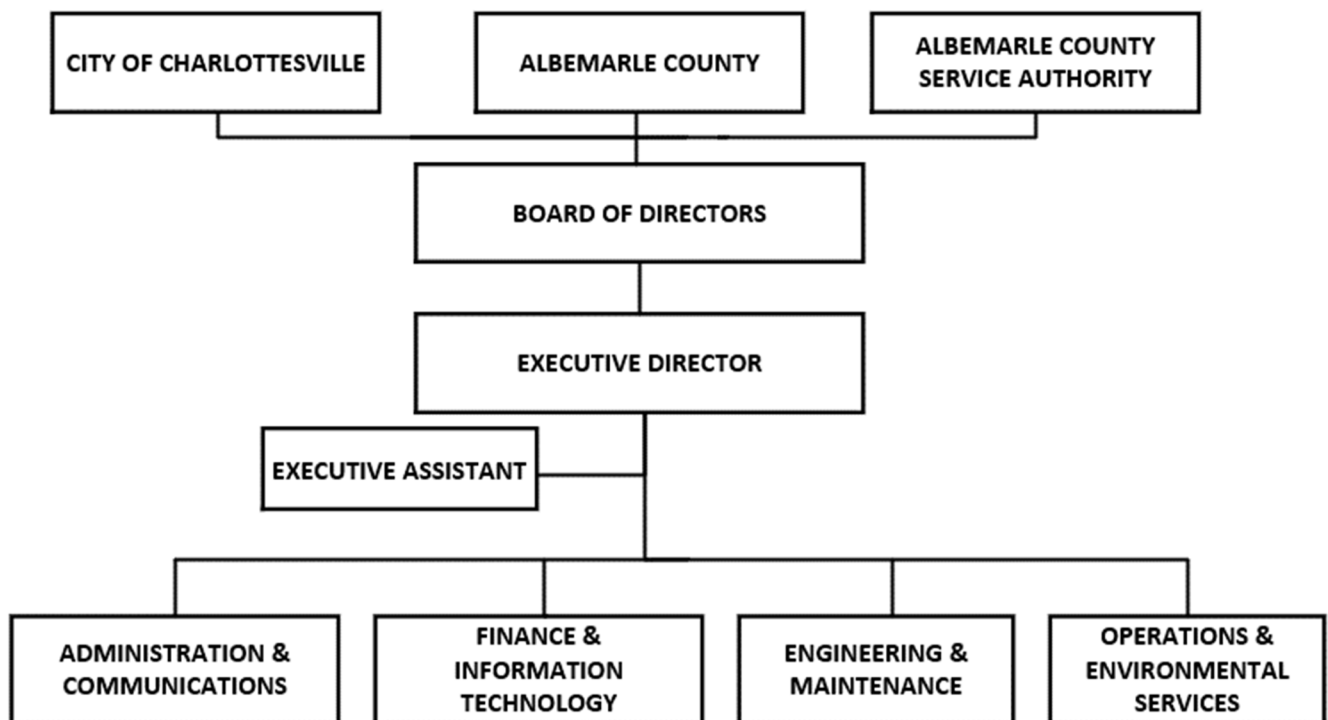 CITY OF CHARLOTTESVILLE
ALBEMARLE COUNTY
ALBEMARLE COUNTY
SERVICE AUTHORITY
BOARD OF DIRECTORS
EXECUTIVE DIRECTOR
EXECUTIVE ASSISTANT
ADMINISTRATION &
COMMUNICATIONS
FINANCE &
INFORMATION
TECHNOLOGY
ENGINEERING &
MAINTENANCE
OPERATIONS &
ENVIRONMENTAL
SERVICES